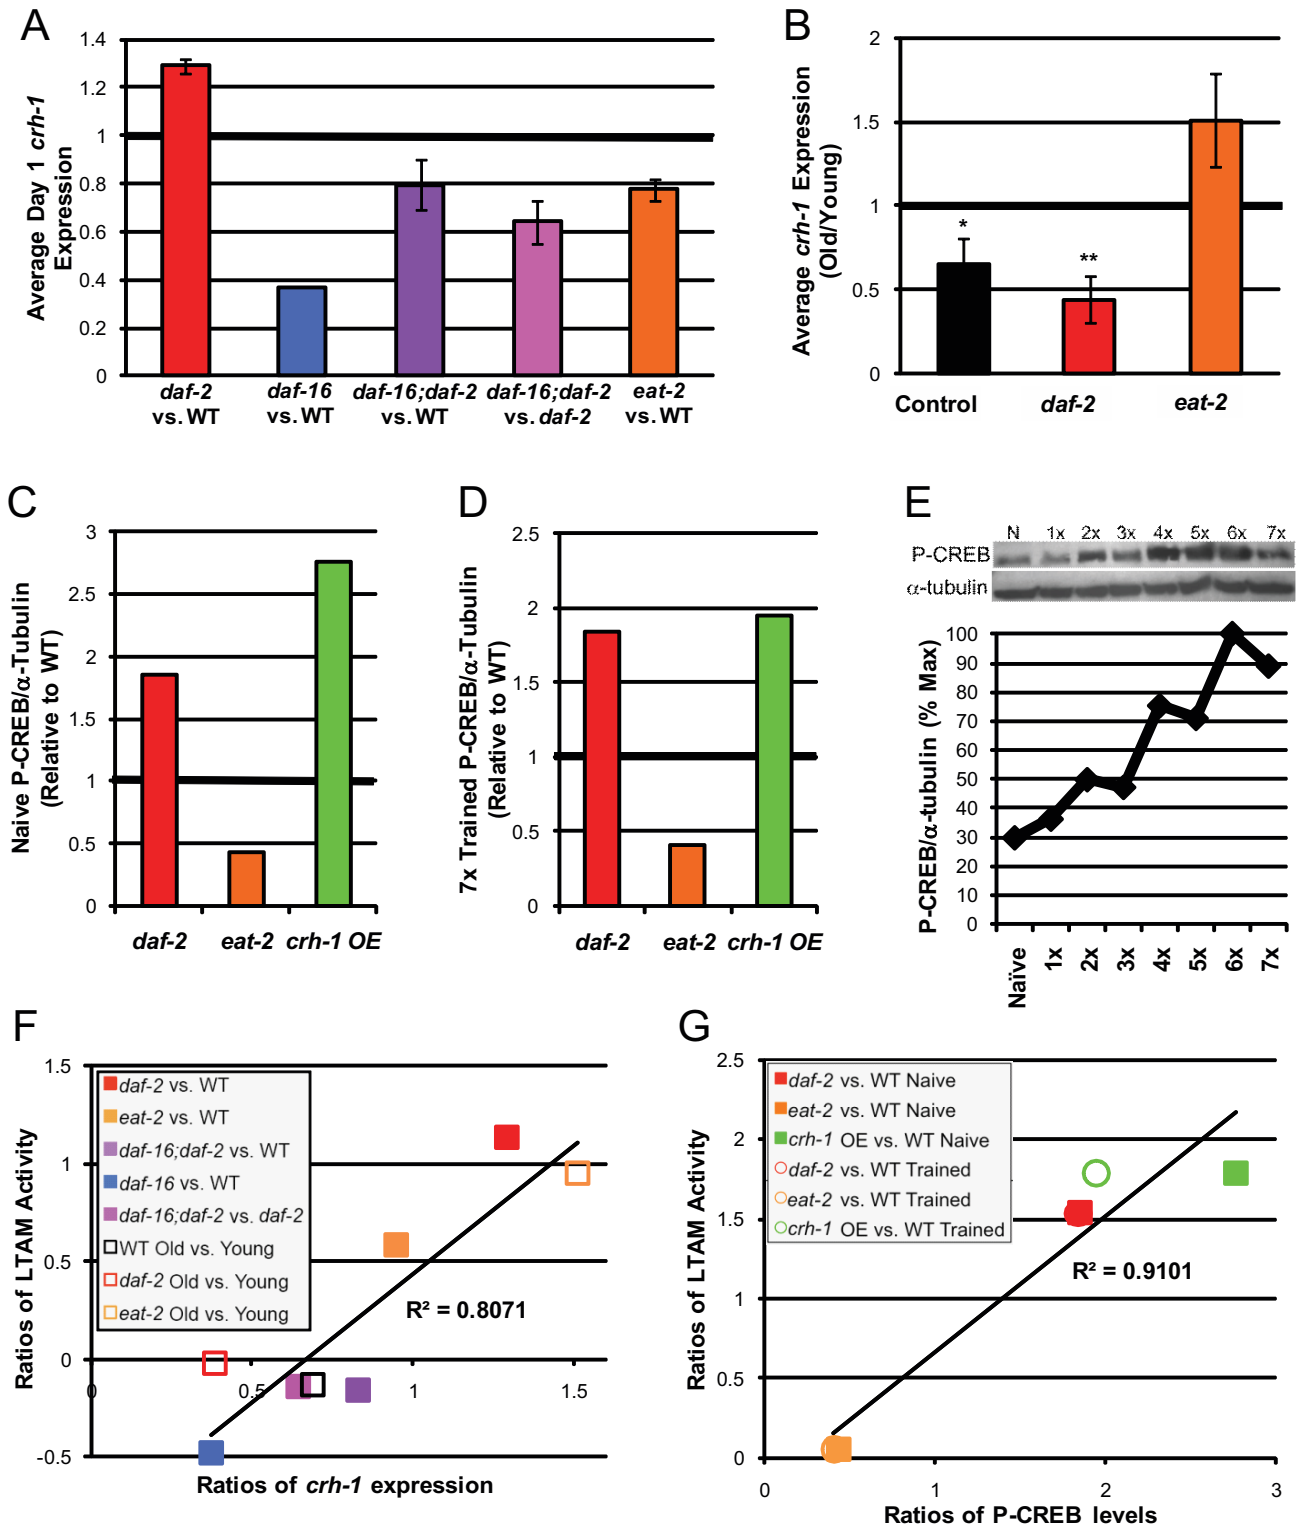 A
1.4
1.2
1
0.8
0.6
0.4
0.2
0
Average Day 1 crh-1
Expression
daf-2
vs. WT
daf-16
vs. WT
daf-16;daf-2
vs. WT
daf-16;daf-2
vs. daf-2
eat-2
vs. WT
B
2
1.5
1
0.5
0
Average crh-1 Expression
(Old/Young)
*
**
Control
daf-2
eat-2
C
3
2.5
2
1.5
1
0.5
0
Naive P-CREB/α-Tubulin
(Relative to WT)
daf-2
eat-2
crh-1 OE
D
2.5
2
1.5
1
0.5
0
7x Trained P-CREB/α-Tubulin
(Relative to WT)
daf-2
eat-2
crh-1 OE
E
N 1x 2x 3x 4x 5x 6x 7x
P-CREB
α-tubulin
100
90
80
70
60
50
40
30
20
10
0
P-CREB/α-tubulin (% Max)
Naïve
1x
2x
3x
4x
5x
6x
7x
F
1.5
1
0.5
0
-0.5
Ratios of LTAM Activity
daf-2 vs. WT
eat-2 vs. WT
daf-16;daf-2 vs. WT
daf-16 vs. WT
daf-16;daf-2 vs. daf-2
WT Old vs. Young
daf-2 Old vs. Young
eat-2 Old vs. Young
R² = 0.8071
0
0.5
1
1.5
Ratios of crh-1 expression
G
2.5
2
1.5
1
0.5
0
Ratios of LTAM Activity
daf-2 vs. WT Naive
eat-2 vs. WT Naive
crh-1 OE vs. WT Naive
daf-2 vs. WT Trained
eat-2 vs. WT Trained
crh-1 OE vs WT Trained
R² = 0.9101
0
1
2
3
Ratios of P-CREB levels